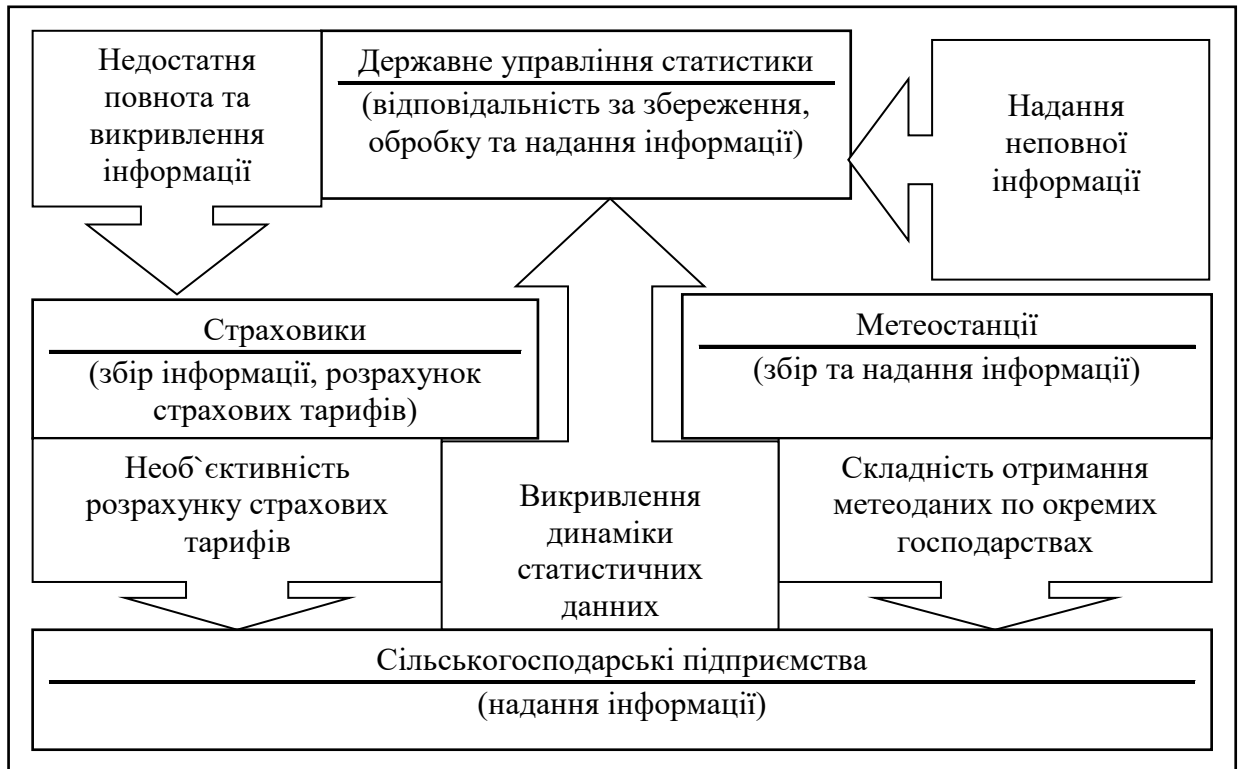 Недостатня
повнота та
викривлення
інформації
Державне управління статистики
(відповідальність за збереження,
обробку та надання інформації)
Надання
неповної
інформації
Страховики
(збір інформації, розрахунок
страхових тарифів)
Метеостанції
(збір та надання інформації)
Необ`єктивність
розрахунку страхових
тарифів
Викривлення
динаміки
статистичних
данних
Складність отримання
метеоданих по окремих
господарствах
Сільськогосподарські підприємства
(надання інформації)